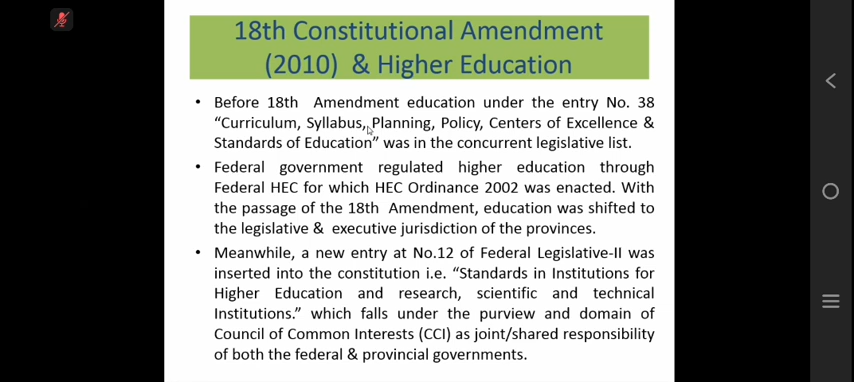 18th Constitutional Amendment
(2010) & Higher Education
• Before 18th Amendment education under the entry No. 38
“Curriculum, Syllabus, Planning, Policy, Centers of Excellence &
Standards of Education” was in the concurrent legislative list.
• Federal government regulated higher education through
Federal HEC for which HEC Ordinance 2002 was enacted. With
the passage of the 18th Amendment, education was shifted to
the legislative & executive jurisdiction of the provinces.
• Meanwhile, a new entry at No.12 of Federal Legislative-II was
inserted into the constitution i.e. “Standards in Institutions for
Higher Education and research, scientific and technical
Institutions.” which falls under the purview and domain of
Council of Common Interests (CCI) as joint/shared responsibility
of both the federal & provincial governments.